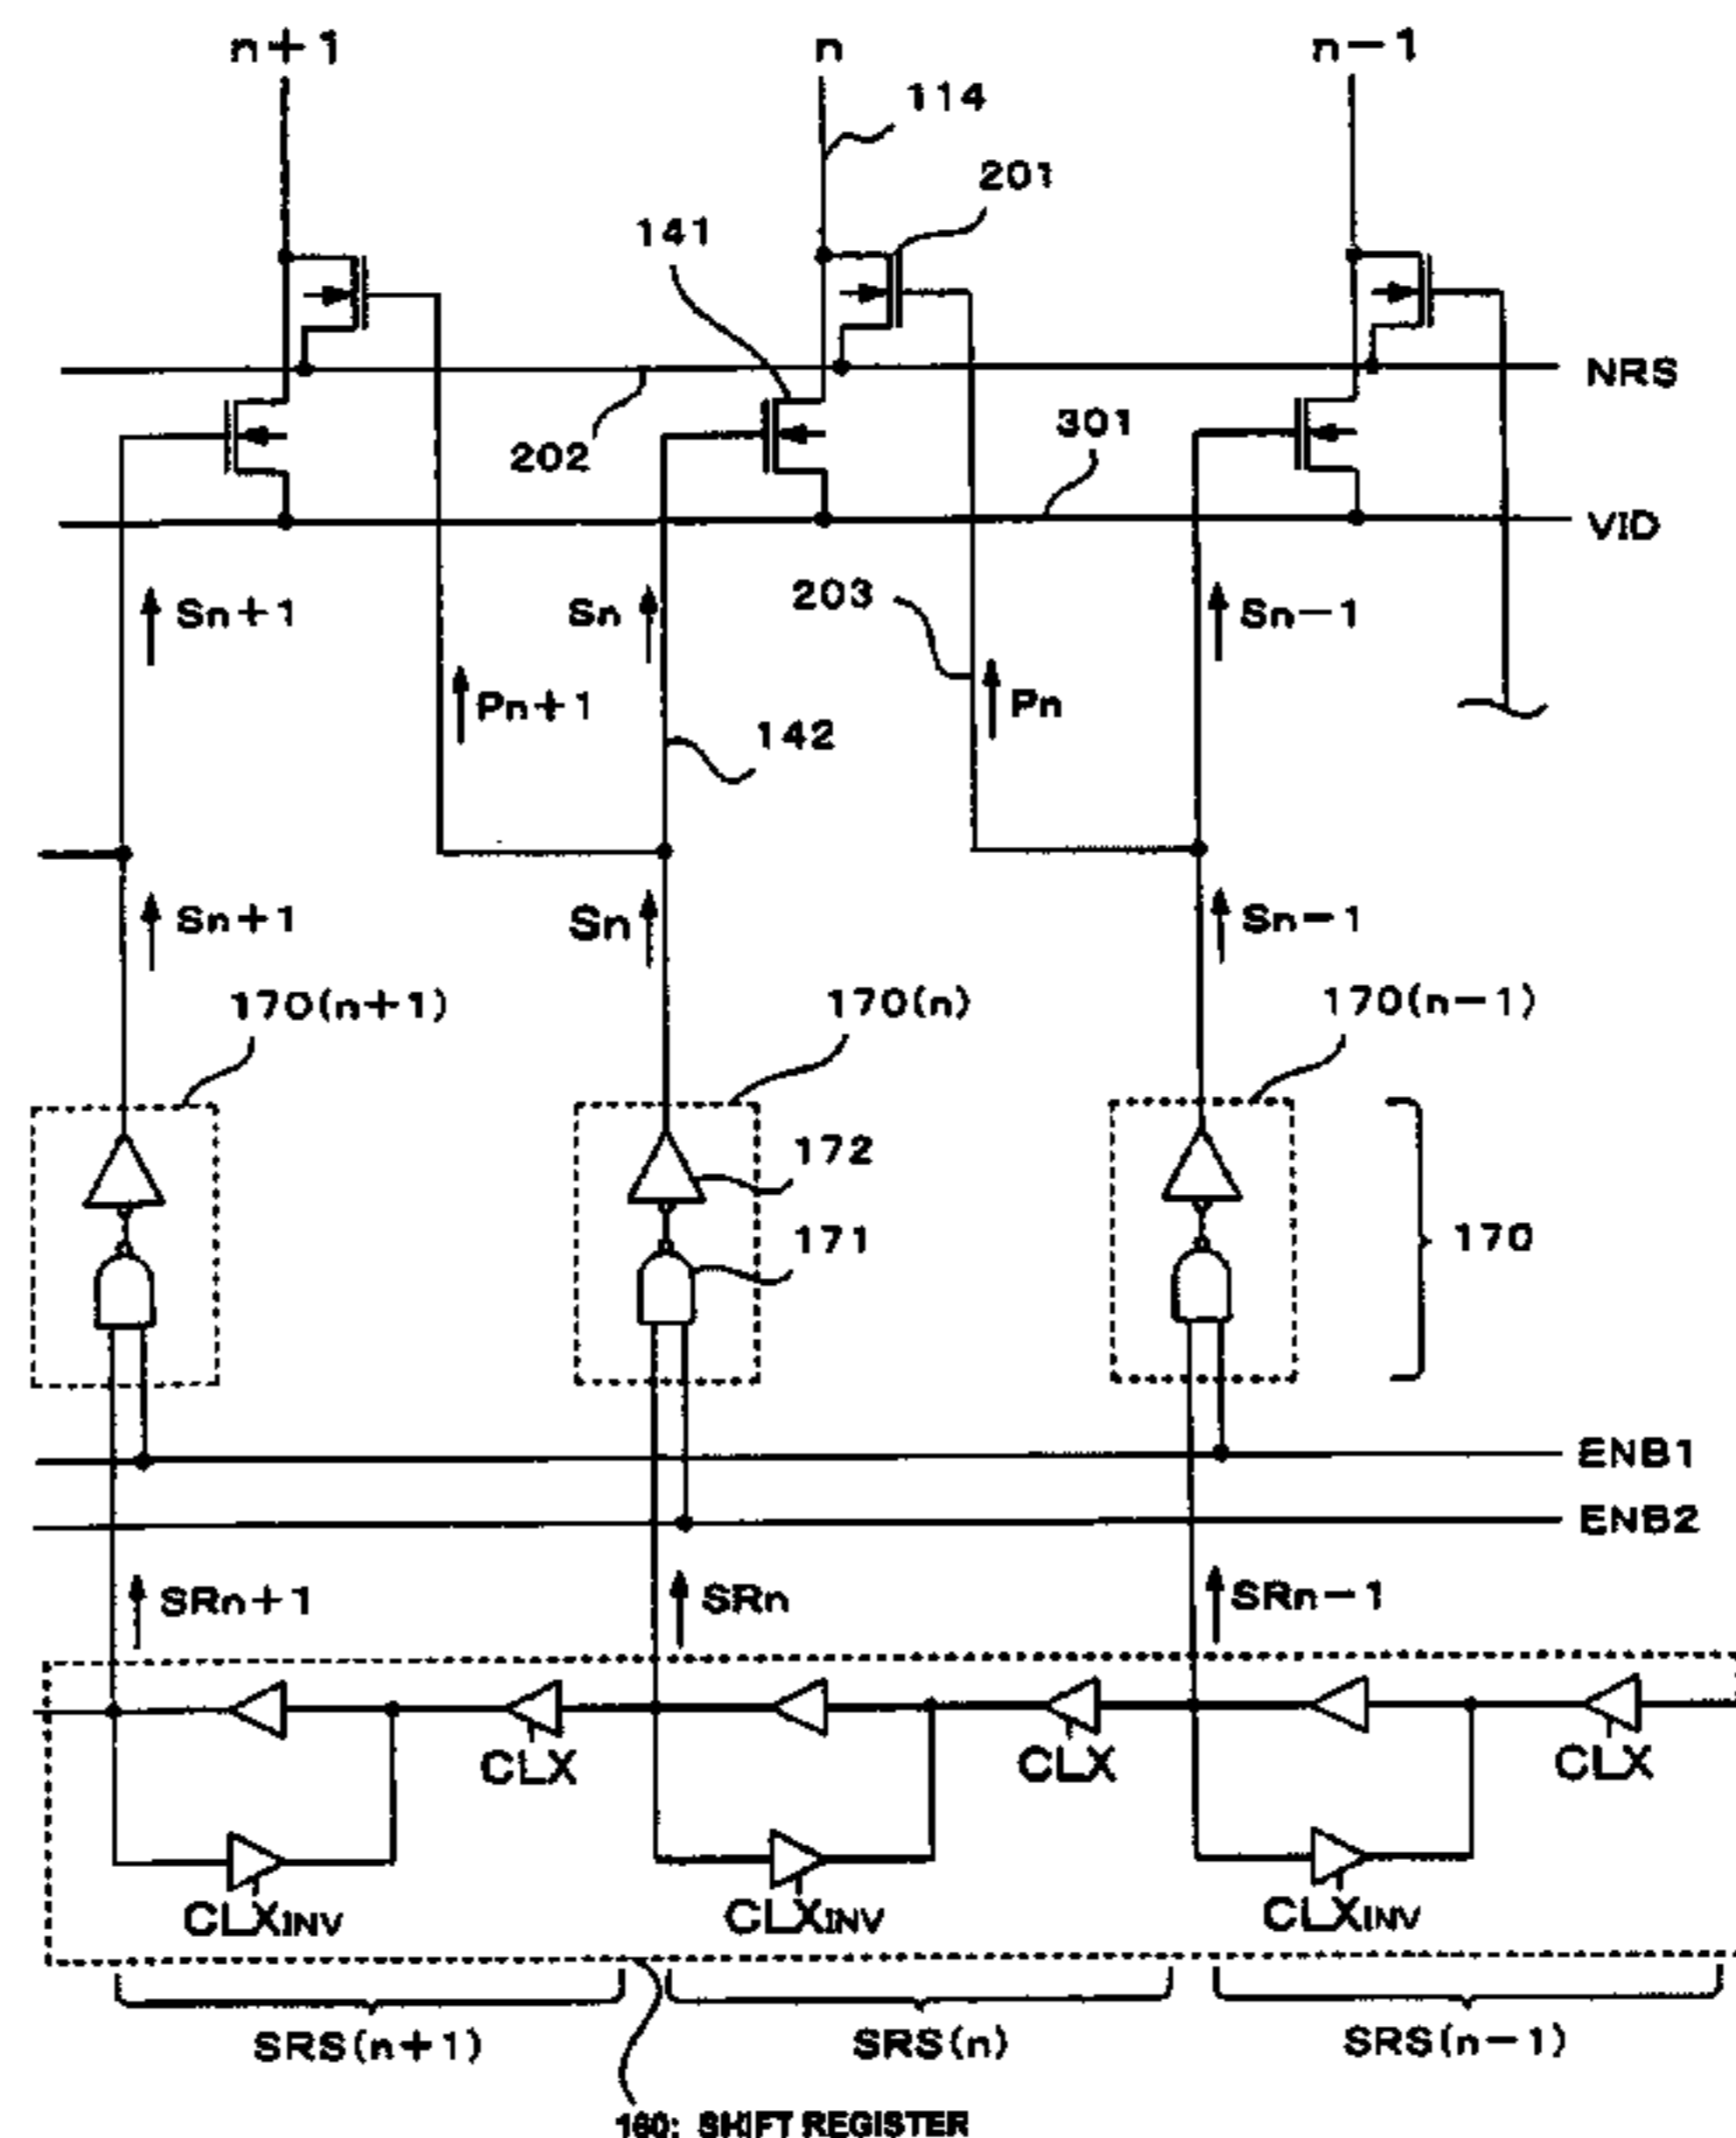 n+1 n n-1
114
201
141
NRS
202 301
VID
Sn+1 Sn 203 Sn-1
Pn+1 Pn
142
Sn+1 Sn Sn-1
170(n+1) 170(n) 170(n-1)
172
171 170
ENB1
ENB2
SRn+1 SRn SRn-1
CLX CLX CLX
CLXINV CLXINV CLXINV
SRS(n+1) SRS(n) SRS(n-1)
160: SHIFT REGISTER